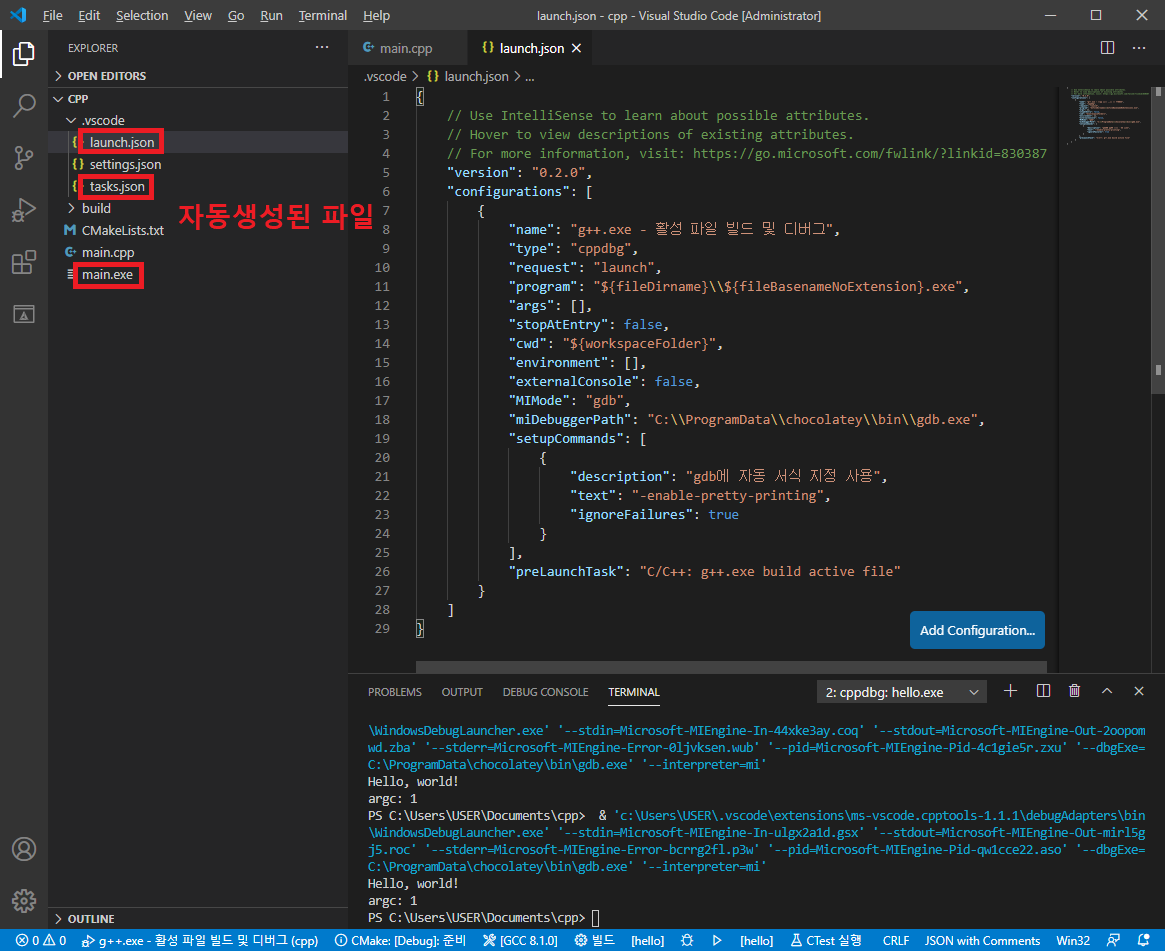 File Edit Selection View Go Run Terminal Help launch.json - cpp - Visual Studio Code [Administrator]
EXPLORER
OPEN EDITORS
CPP
.vscode
{} launch.json
{} settings.json
{} tasks.json
build
CMakeLists.txt
main.cpp
main.exe
자동생성된 파일
OUTLINE
main.cpp {} launch.json
.vscode > {} launch.json > ...
1 {
2 // Use IntelliSense to learn about possible attributes.
3 // Hover to view descriptions of existing attributes.
4 // For more information, visit: https://go.microsoft.com/fwlink/?linkid=830387
5 "version": "0.2.0",
6 "configurations": [
7 {
8 "name": "g++.exe - 활성 파일 빌드 및 디버그",
9 "type": "cppdbg",
10 "request": "launch",
11 "program": "${fileDirname}\\${fileBasenameNoExtension}.exe",
12 "args": [],
13 "stopAtEntry": false,
14 "cwd": "${workspaceFolder}",
15 "environment": [],
16 "externalConsole": false,
17 "MIMode": "gdb",
18 "miDebuggerPath": "C:\\ProgramData\\chocolatey\\bin\\gdb.exe",
19 "setupCommands": [
20 {
21 "description": "gdb에 자동 서식 지정 사용",
22 "text": "-enable-pretty-printing",
23 "ignoreFailures": true
24 }
25 ],
26 "preLaunchTask": "C/C++: g++.exe build active file"
27 }
28 ]
29 }
Add Configuration...
PROBLEMS OUTPUT DEBUG CONSOLE TERMINAL 2: cppdbg: hello.exe
\WindowsDebugLauncher.exe' '--stdin=Microsoft-MIEngine-In-44xke3ay.coq' '--stdout=Microsoft-MIEngine-Out-2oopom
wd.zba' '--stderr=Microsoft-MIEngine-Error-0ljvksen.wub' '--pid=Microsoft-MIEngine-Pid-4c1gie5r.zxu' '--dbgExe=
C:\ProgramData\chocolatey\bin\gdb.exe' '--interpreter=mi'
Hello, world!
argc: 1
PS C:\Users\USER\Documents\cpp> & 'c:\Users\USER\.vscode\extensions\ms-vscode.cpptools-1.1.1\debugAdapters\bin
\WindowsDebugLauncher.exe' '--stdin=Microsoft-MIEngine-In-ulgx2a1d.gsx' '--stdout=Microsoft-MIEngine-Out-mirl5g
j5.roc' '--stderr=Microsoft-MIEngine-Error-bcrrg2fl.p3w' '--pid=Microsoft-MIEngine-Pid-qw1cce22.aso' '--dbgExe=
C:\ProgramData\chocolatey\bin\gdb.exe' '--interpreter=mi'
Hello, world!
argc: 1
PS C:\Users\USER\Documents\cpp>
0 0 g++.exe - 활성 파일 빌드 및 디버그 (cpp) CMake: [Debug]: 준비 [GCC 8.1.0] 빌드 [hello] [hello] CTest 실행 CRLF JSON with Comments Win32